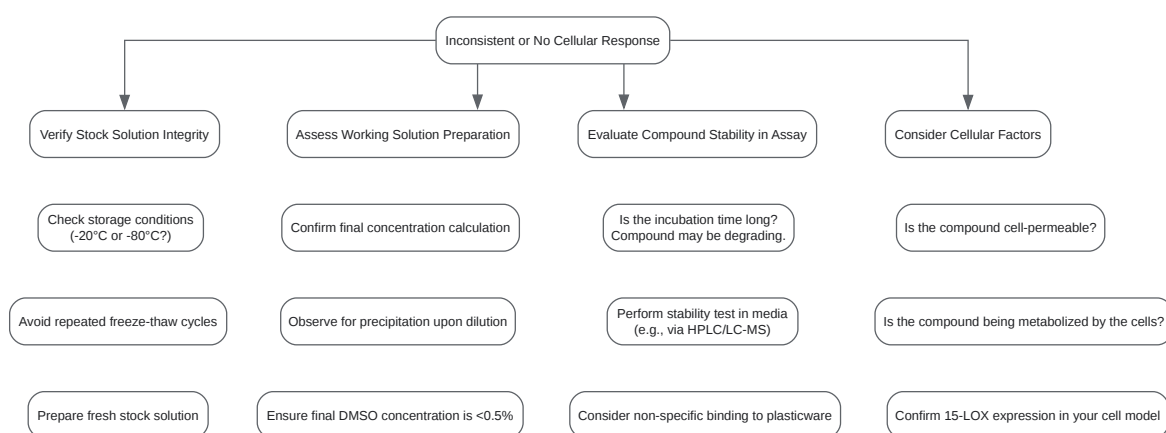 Inconsistent or No Cellular Response
Verify Stock Solution Integrity
Assess Working Solution Preparation
Evaluate Compound Stability in Assay
Consider Cellular Factors
Check storage conditions
(-20°C or -80°C?)
Confirm final concentration calculation
Is the incubation time long?
Compound may be degrading.
Is the compound cell-permeable?
Avoid repeated freeze-thaw cycles
Observe for precipitation upon dilution
Perform stability test in media
(e.g., via HPLC/LC-MS)
Is the compound being metabolized by the cells?
Prepare fresh stock solution
Ensure final DMSO concentration is <0.5%
Consider non-specific binding to plasticware
Confirm 15-LOX expression in your cell model